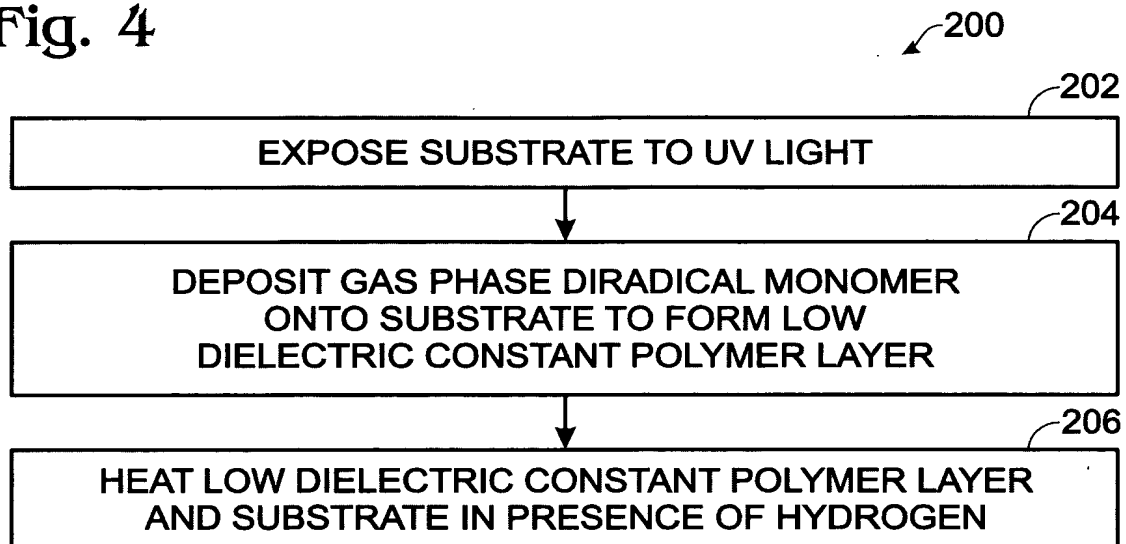 Fig. 4
200
202
EXPOSE SUBSTRATE TO UV LIGHT
204
DEPOSIT GAS PHASE DIRADICAL MONOMER
ONTO SUBSTRATE TO FORM LOW
DIELECTRIC CONSTANT POLYMER LAYER
206
HEAT LOW DIELECTRIC CONSTANT POLYMER LAYER
AND SUBSTRATE IN PRESENCE OF HYDROGEN